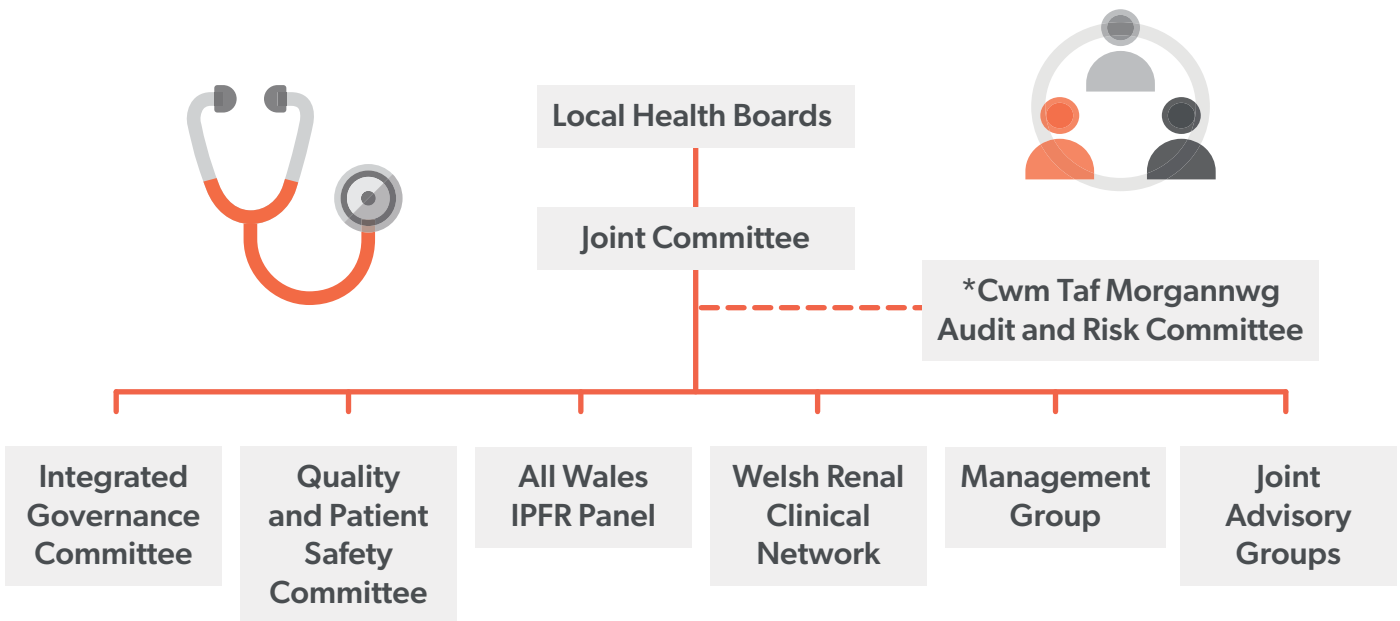 Local Health Boards
Joint Committee
*Cwm Taf Morgannwg
Audit and Risk Committee
Integrated
Governance
Committee
Quality
and Patient
Safety
Committee
All Wales
IPFR Panel
Welsh Renal
Clinical
Network
Management
Group
Joint
Advisory
Groups